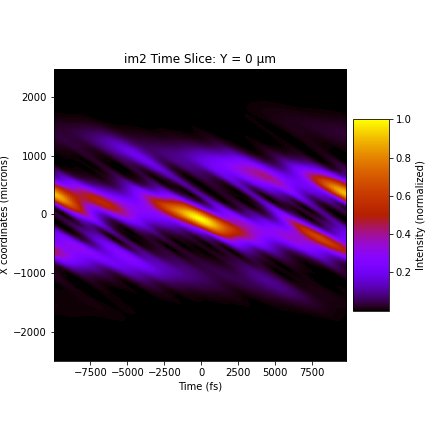 im2 Time Slice: Y = 0 μm
X coordinates (microns)
2000
1000
0
−1000
−2000
−7500 −5000 −2500 0 2500 5000 7500
Time (fs)
1.0
0.8
0.6
0.4
0.2
Intensity (normalized)